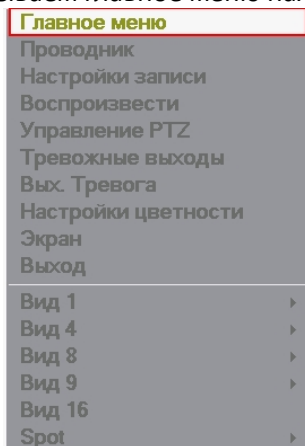 Главное меню
Проводник
Настройки записи
Воспроизвести
Управление PTZ
Тревожные выходы
Вых. Тревога
Настройки цветности
Экран
Выход
Вид 1
Вид 4
Вид 8
Вид 9
Вид 16
Spot